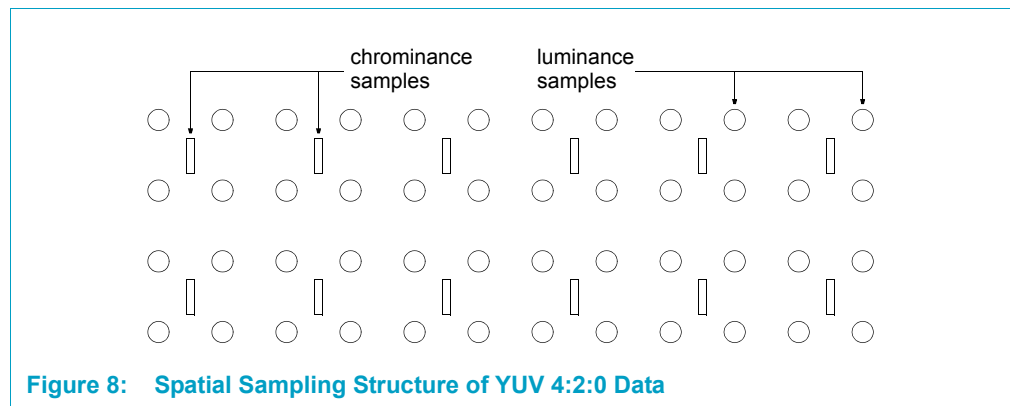 chrominance
samples
luminance
samples
Figure 8: Spatial Sampling Structure of YUV 4:2:0 Data